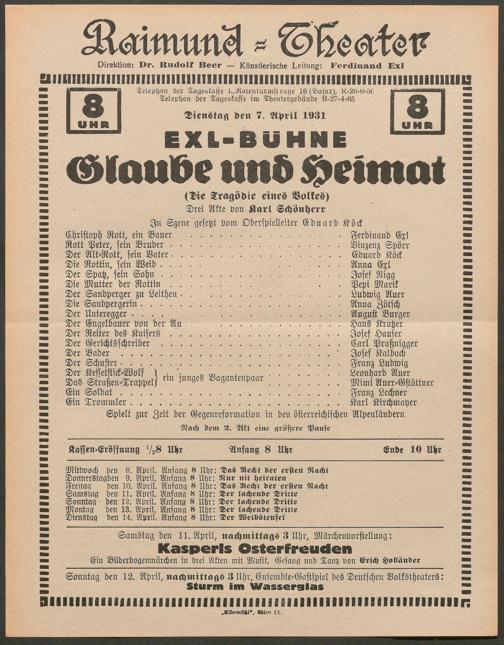 Raimund-Theater
Direktion: Dr. Rudolf Beer — Künstlerische Leitung: Ferdinand Exl
8 UHR
8 UHR
Telephon der Tageskasse I., Rotenturmstraße 16 (Basar), R-26-0-56
Telephon der Tageskasse im Theatergebäude B-27-4-65
Dienstag den 7. April 1931
EXL-BÜHNE
Glaube und Heimat
(Die Tragödie eines Volkes)
Drei Akte von Karl Schönherr
In Szene gesetzt vom Oberspielleiter Eduard Köck
Christoph Rott, ein Bauer Ferdinand Exl
Rott Peter, sein Bruder Vinzenz Spörr
Der Alt-Rott, sein Vater Eduard Köck
Die Rottin, sein Weib Anna Exl
Der Spatz, sein Sohn Josef Nigg
Die Mutter der Rottin Pepi Marik
Der Sandperger zu Leithen Ludwig Auer
Die Sandpergerin Anna Zötsch
Der Unteregger August Burger
Der Engelbauer von der Au Hans Kratzer
Der Reiter des Kaisers Josef Hauser
Der Gerichtsschreiber Carl Praznigger
Der Bader Josef Kalbach
Der Schuster Franz Ludwig
Der Kesselflick-Wolf } ein junges Vagantenpaar Leonhard Auer
Das Straßen-Trappel } Mimi Auer-Gstöttner
Ein Soldat Franz Lechner
Ein Trommler Karl Kirchmayer
Spielt zur Zeit der Gegenreformation in den österreichischen Alpenländern
Nach dem 2. Akt eine größere Pause
Kassen-Eröffnung ½8 Uhr Anfang 8 Uhr Ende 10 Uhr
Mittwoch den 8. April, Anfang 8 Uhr: Das Recht der ersten Nacht
Donnerstag den 9. April, Anfang 8 Uhr: Nur nit heiraten
Freitag den 10. April, Anfang 8 Uhr: Das Recht der ersten Nacht
Samstag den 11. April, Anfang 8 Uhr: Der lachende Dritte
Sonntag den 12. April, Anfang 8 Uhr: Der lachende Dritte
Montag den 13. April, Anfang 8 Uhr: Der lachende Dritte
Dienstag den 14. April, Anfang 8 Uhr: Der Weibsteufel
Samstag den 11. April, nachmittags 3 Uhr, Märchenvorstellung:
Kasperls Osterfreuden
Ein Bilderbogenmärchen in drei Akten mit Musik, Gesang und Tanz von Erich Holländer
Sonntag den 12. April, nachmittags 3 Uhr, Ensemble-Gastspiel des Deutschen Volkstheaters:
Sturm im Wasserglas
Wien IX.